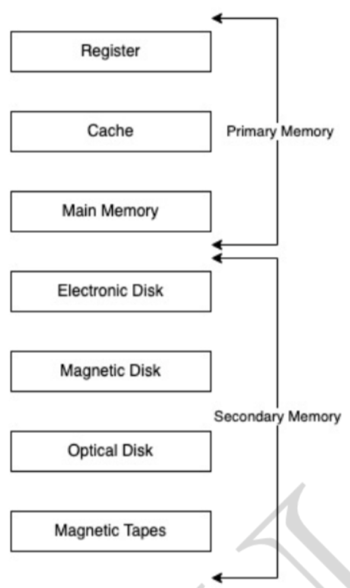 Register
Cache
Primary Memory
Main Memory
Electronic Disk
Magnetic Disk
Secondary Memory
Optical Disk
Magnetic Tapes